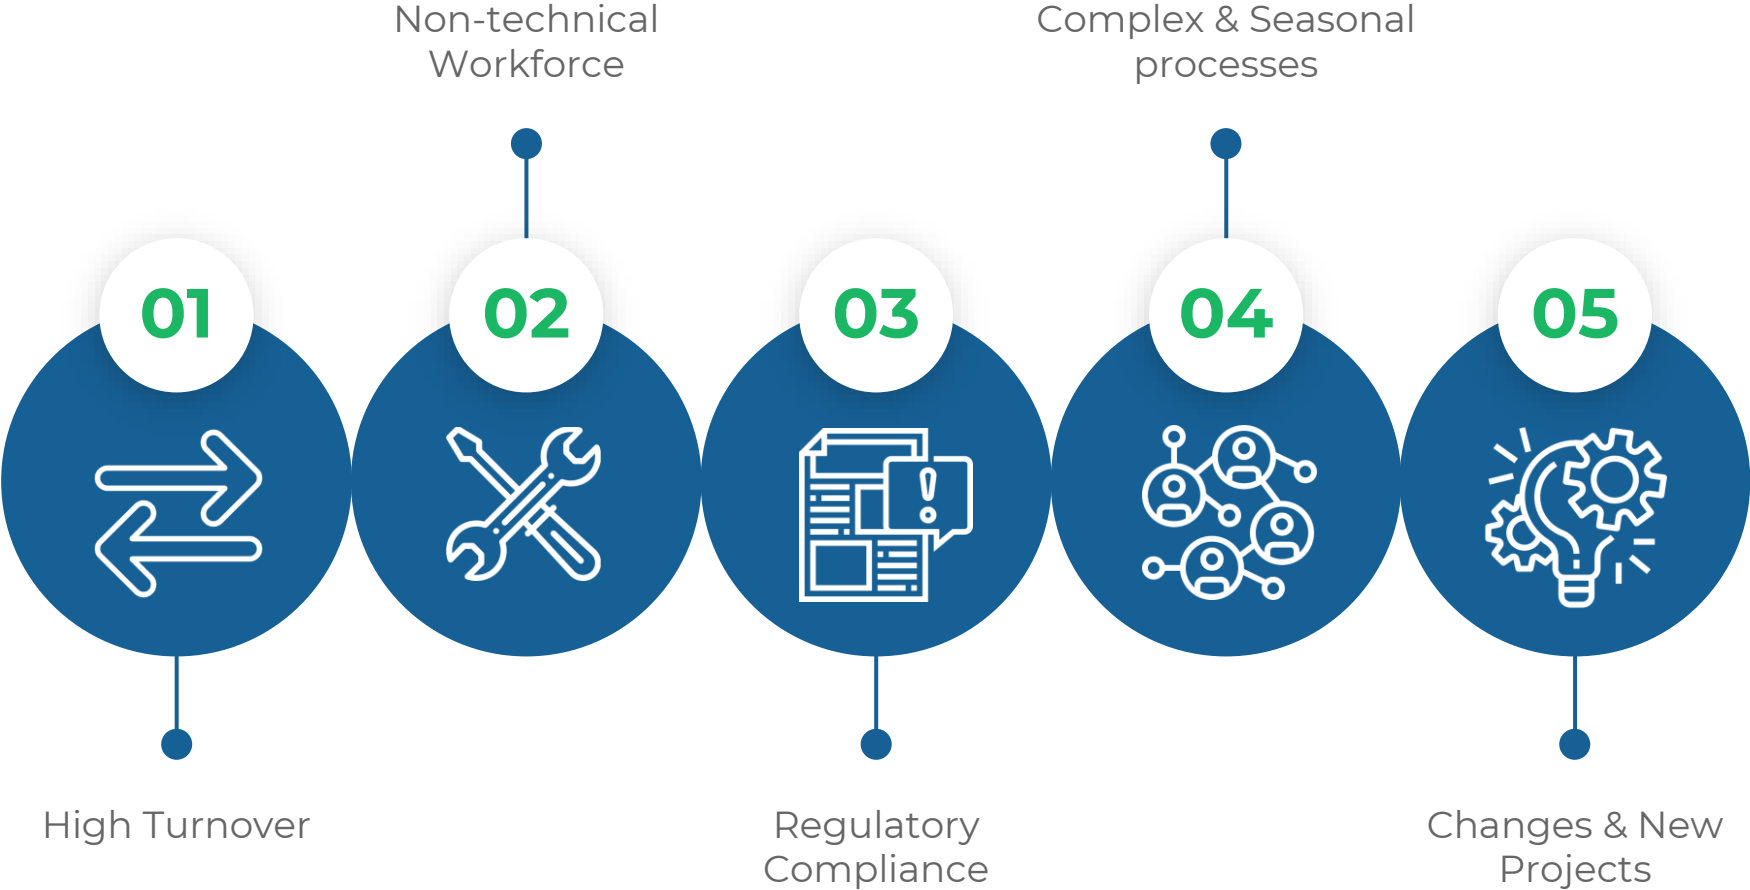 01
High Turnover
02
Non-technical
Workforce
03
Regulatory
Compliance
04
Complex & Seasonal
processes
05
Changes & New
Projects